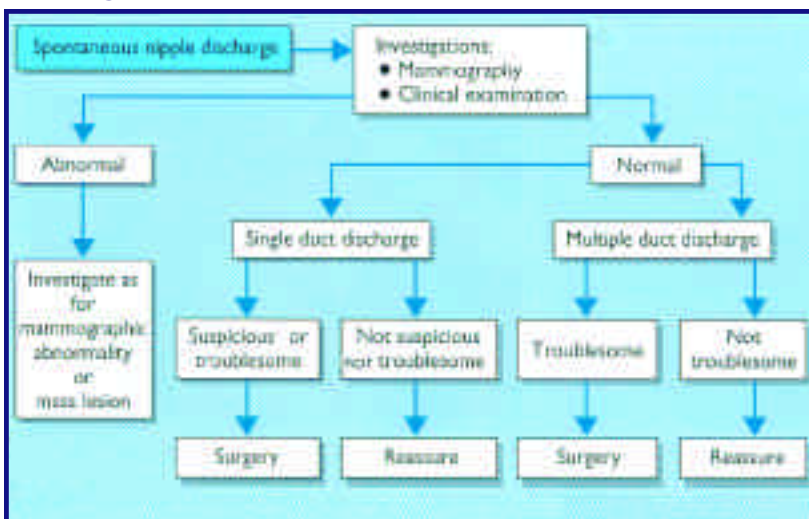 Spontaneous nipple discharge
Investigations:
● Mammography
● Clinical examination
Abnormal
Normal
Single duct discharge
Multiple duct discharge
Investigate as
for
mammographic
abnormality
or
mass lesion
Suspicious or
troublesome
Not suspicious
not troublesome
Troublesome
Not
troublesome
Surgery
Reassure
Surgery
Reassure